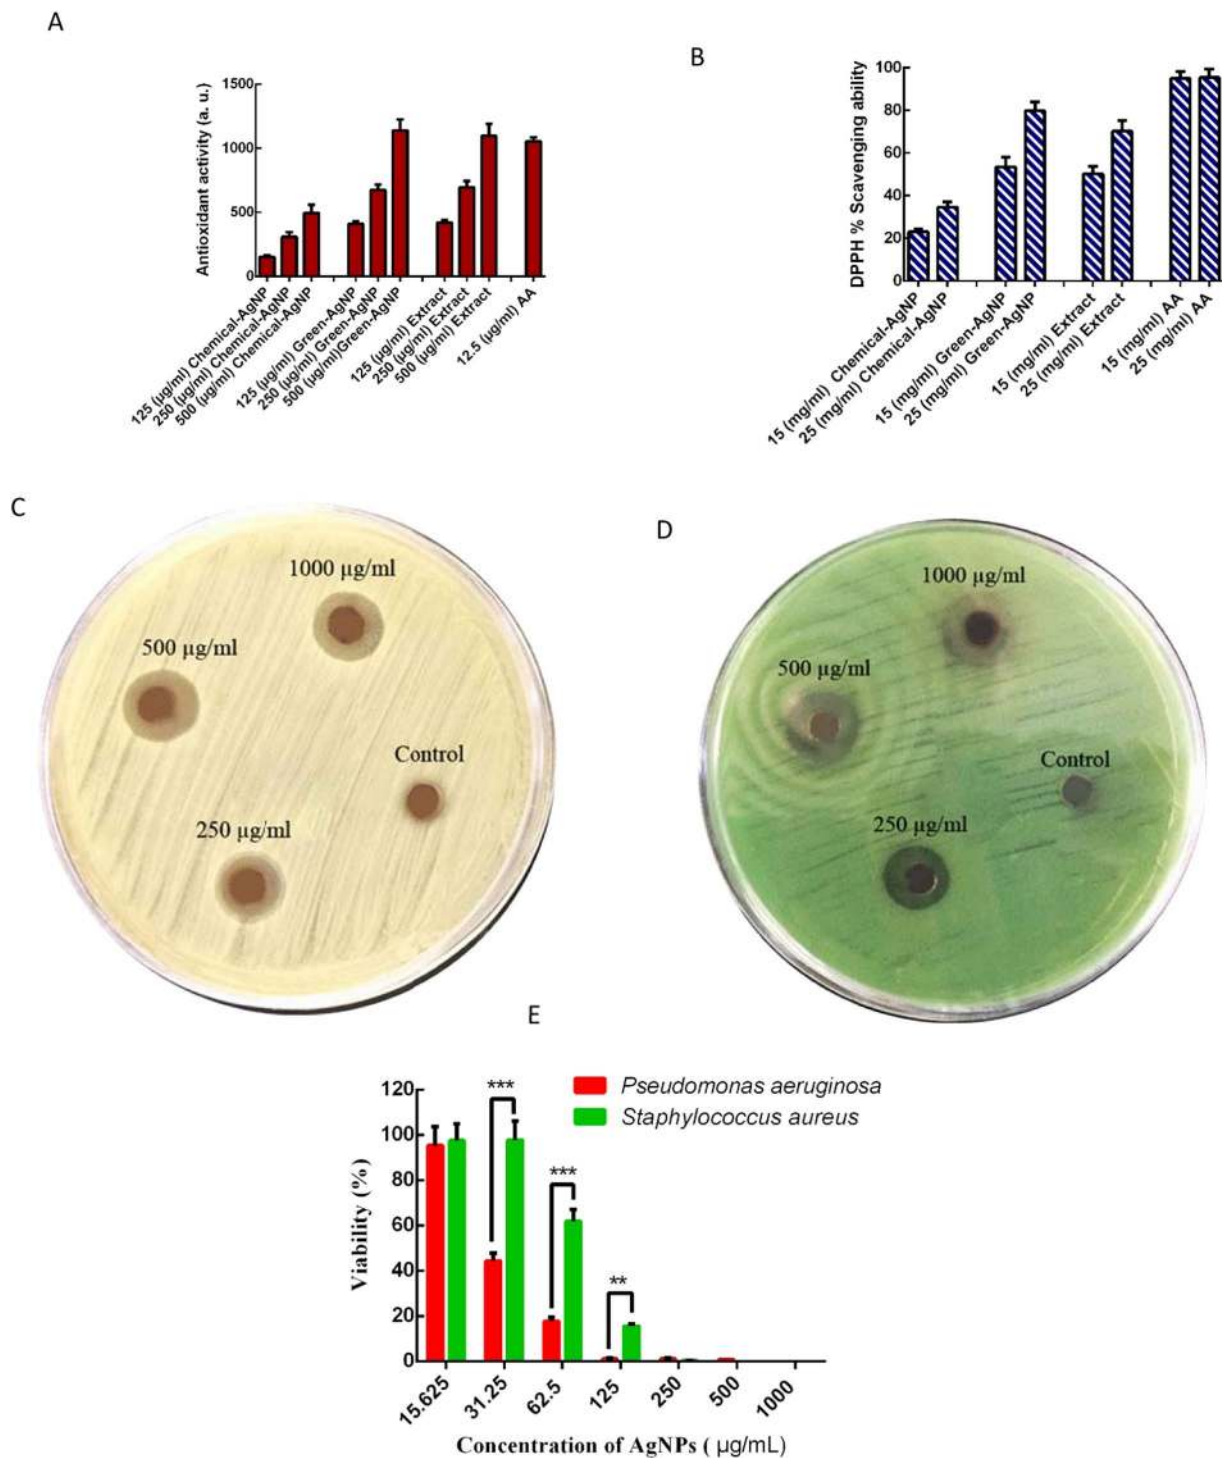 A
Antioxidant activity (a. u.)
1500
1000
500
0
125 (μg/ml) Chemical-AgNP
250 (μg/ml) Chemical-AgNP
500 (μg/ml) Chemical-AgNP
125 (μg/ml) Green-AgNP
250 (μg/ml) Green-AgNP
500 (μg/ml)Green-AgNP
125 (μg/ml) Extract
250 (μg/ml) Extract
500 (μg/ml) Extract
12.5 (μg/ml) AA
B
DPPH % Scavenging ability
100
80
60
40
20
0
15 (mg/ml) Chemical-AgNP
25 (mg/ml) Chemical-AgNP
15 (mg/ml) Green-AgNP
25 (mg/ml) Green-AgNP
15 (mg/ml) Extract
25 (mg/ml) Extract
15 (mg/ml) AA
25 (mg/ml) AA
C
1000 μg/ml
500 μg/ml
Control
250 μg/ml
D
1000 μg/ml
500 μg/ml
Control
250 μg/ml
E
Pseudomonas aeruginosa
Staphylococcus aureus
Viability (%)
120
100
80
60
40
20
0
***
***
**
15.625
31.25
62.5
125
250
500
1000
Concentration of AgNPs ( μg/mL)